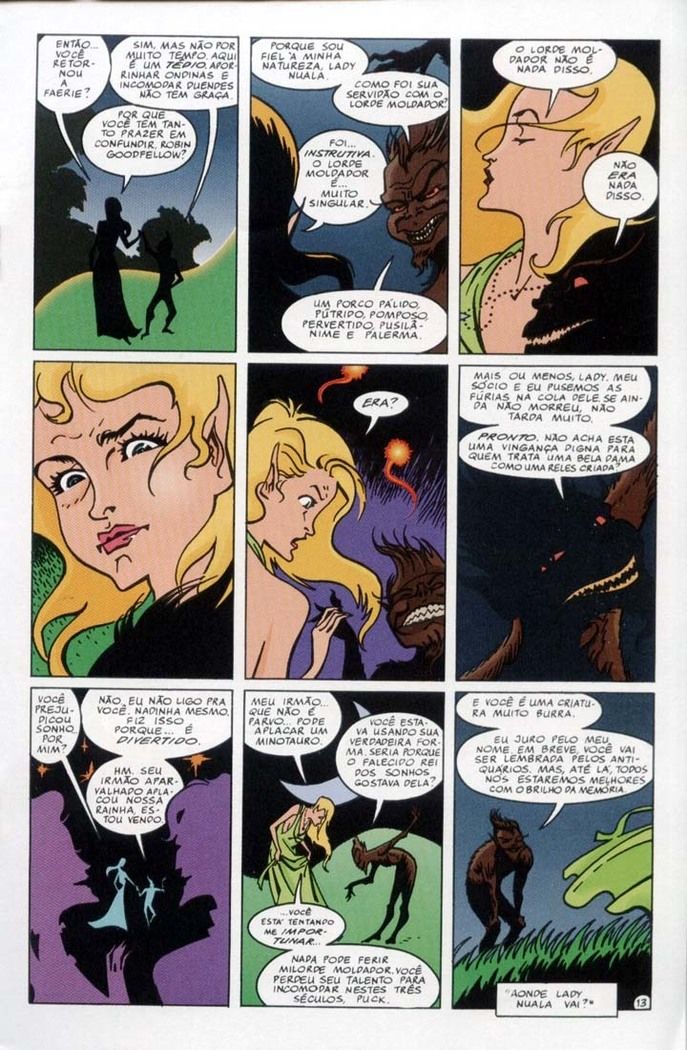 ENTÃO...
VOCÊ
RETOR-
NOU
A
FAERIE?
SIM, MAS NÃO POR
MUITO TEMPO. AQUI
É UM TÉDIO. APOR-
RINHAR ONDINAS E
INCOMODAR DUENDES
NÃO TEM GRAÇA.
POR QUE
VOCÊ TEM TAN-
TO PRAZER EM
CONFUNDIR, ROBIN
GOODFELLOW?
PORQUE SOU
FIEL À MINHA
NATUREZA, LADY
NUALA.
COMO FOI SUA
SERVIDÃO COM O
LORDE MOLDADOR?
FOI...
INSTRUTIVA.
O LORDE
MOLDADOR
É...
MUITO
SINGULAR.
UM PORCO PÁLIDO,
PÚTRIDO, POMPOSO,
PERVERTIDO, PUSILÂ-
NIME E PALERMA.
O LORDE MOL-
DADOR NÃO É
NADA DISSO.
NÃO
ERA
NADA
DISSO.
ERA?
MAIS OU MENOS, LADY. MEU
SÓCIO E EU PUSEMOS AS
FÚRIAS NA COLA DELE. SE AIN-
DA NÃO MORREU, NÃO
TARDA MUITO.
PRONTO. NÃO ACHA ESTA
UMA VINGANÇA DIGNA PARA
QUEM TRATA UMA BELA DAMA
COMO UMA RELES CRIADA?
VOCÊ
PREJU-
DICOU
SONHO
POR
MIM?
NÃO. EU NÃO LIGO PRA
VOCÊ. NADINHA MESMO.
FIZ ISSO
PORQUE... É
DIVERTIDO.
HM. SEU
IRMÃO APAR-
VALHADO APLA-
COU NOSSA
RAINHA, ES-
TOU VENDO.
MEU IRMÃO...
QUE NÃO É
PARVO... PODE
APLACAR UM
MINOTAURO.
VOCÊ ESTA-
VA USANDO SUA
VERDADEIRA FOR-
MA. SERIA PORQUE
O FALECIDO REI
DOS SONHOS
GOSTAVA DELA?
...VOCÊ
ESTÁ TENTANDO
ME IMPOR-
TUNAR...
NADA PODE FERIR
MILORDE MOLDADOR. VOCÊ
PERDEU SEU TALENTO PARA
INCOMODAR NESTES TRÊS
SÉCULOS, PUCK.
E VOCÊ É UMA CRIATU-
RA MUITO BURRA.
EU JURO PELO MEU
NOME. EM BREVE, VOCÊ VAI
SER LEMBRADA PELOS ANTI-
QUÁRIOS. MAS, ATÉ LÁ, TODOS
NÓS ESTAREMOS MELHORES
COM O BRILHO DA MEMÓRIA.
"AONDE LADY
NUALA VAI?"
13